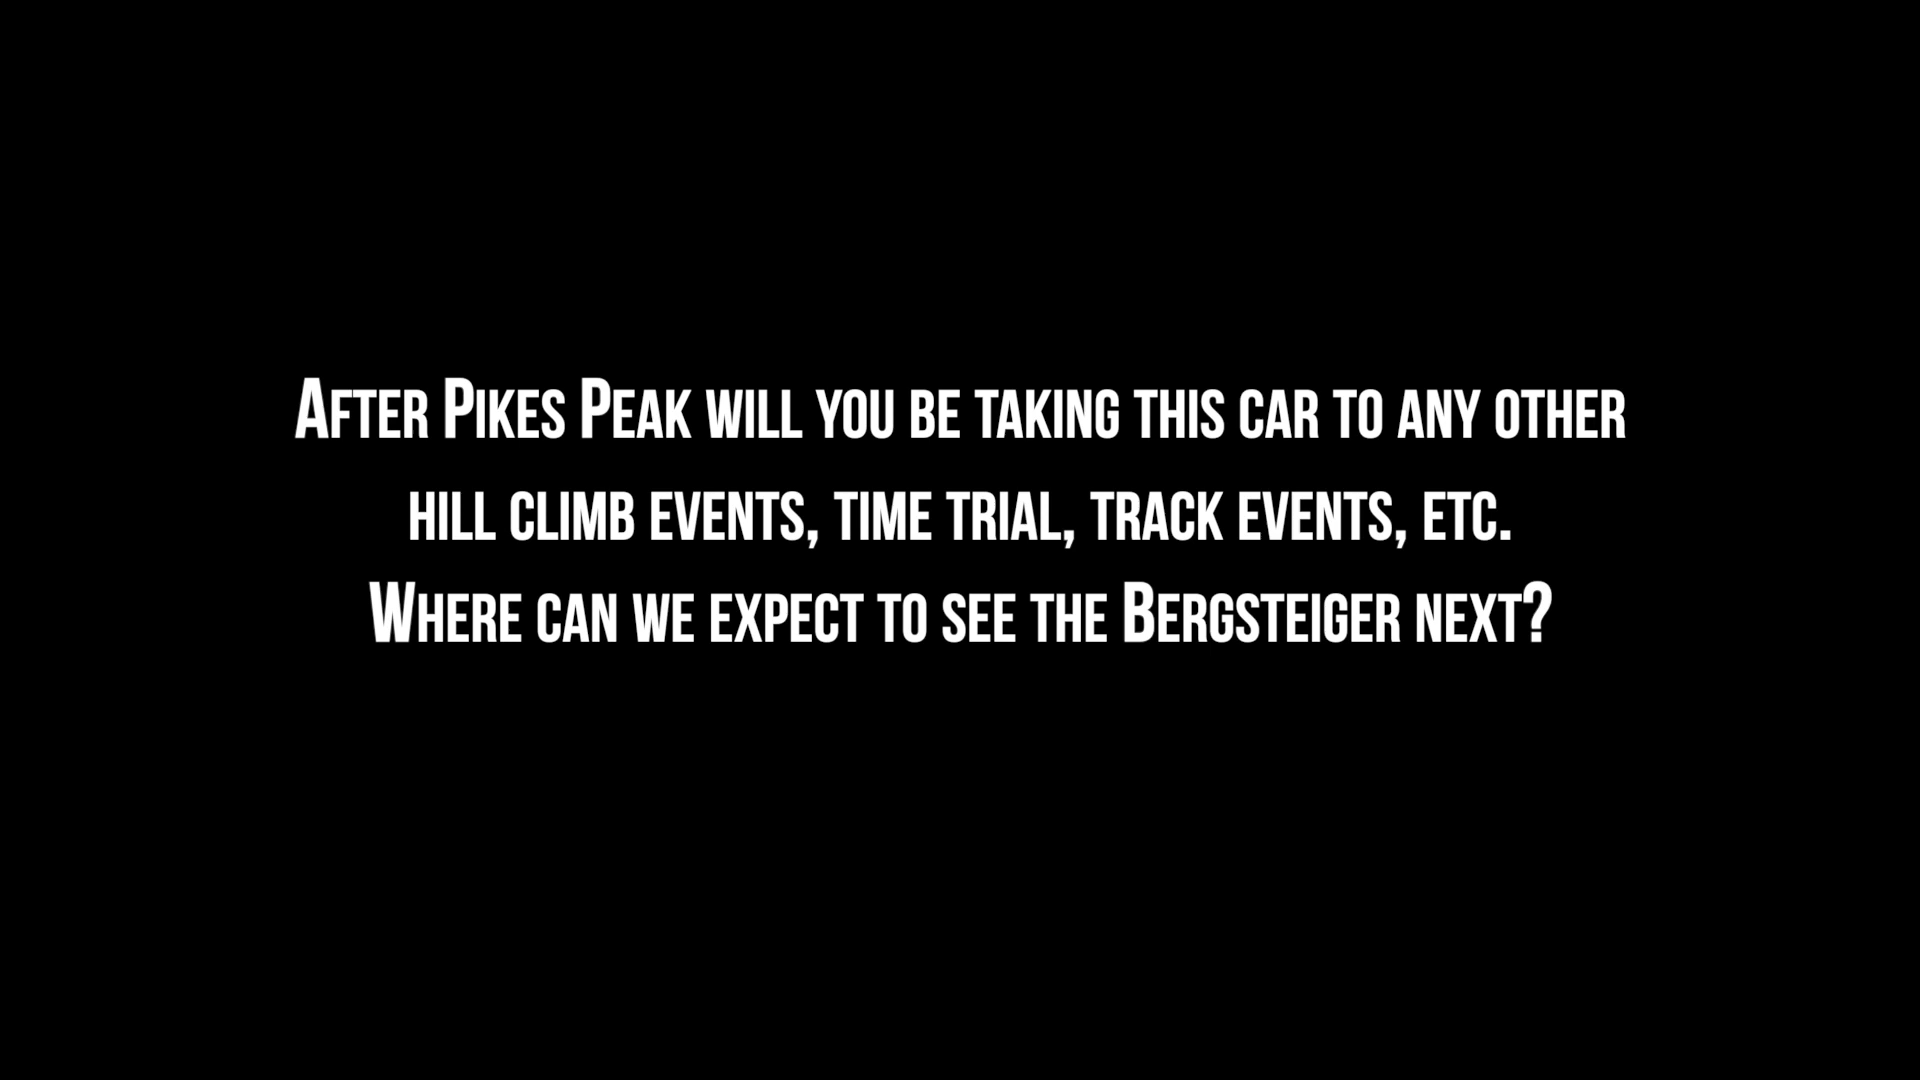 After Pikes Peak will you be taking this car to any other
hill climb events, time trial, track events, etc.
Where can we expect to see the Bergsteiger next?